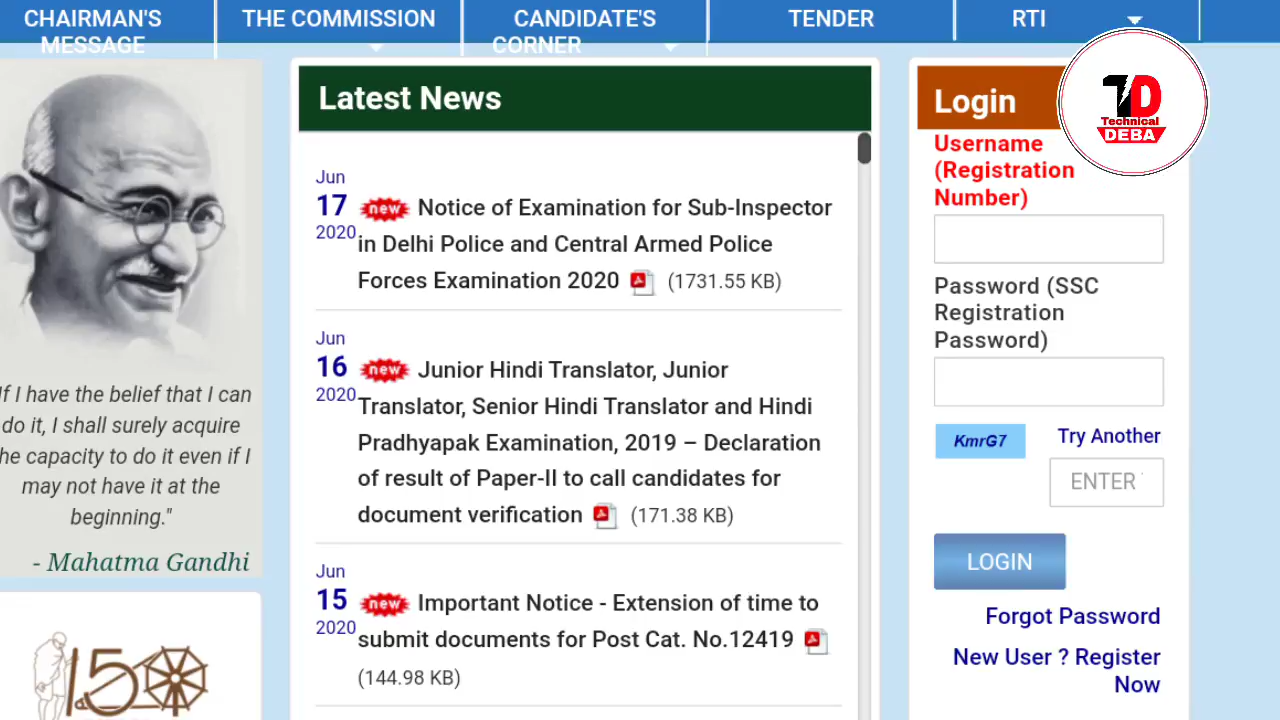 CHAIRMAN'S
MESSAGE
THE COMMISSION
CANDIDATE'S
CORNER
TENDER
RTI
Latest News
Jun
17
2020
new Notice of Examination for Sub-Inspector
in Delhi Police and Central Armed Police
Forces Examination 2020 (1731.55 KB)
Jun
16
2020
new Junior Hindi Translator, Junior
Translator, Senior Hindi Translator and Hindi
Pradhyapak Examination, 2019 – Declaration
of result of Paper-II to call candidates for
document verification (171.38 KB)
Jun
15
2020
new Important Notice - Extension of time to
submit documents for Post Cat. No.12419
(144.98 KB)
If I have the belief that I can
do it, I shall surely acquire
he capacity to do it even if I
may not have it at the
beginning."
- Mahatma Gandhi
150
Login
Username
(Registration
Number)
Password (SSC
Registration
Password)
KmrG7
Try Another
ENTER
LOGIN
Forgot Password
New User ? Register
Now
TD
Technical
DEBA